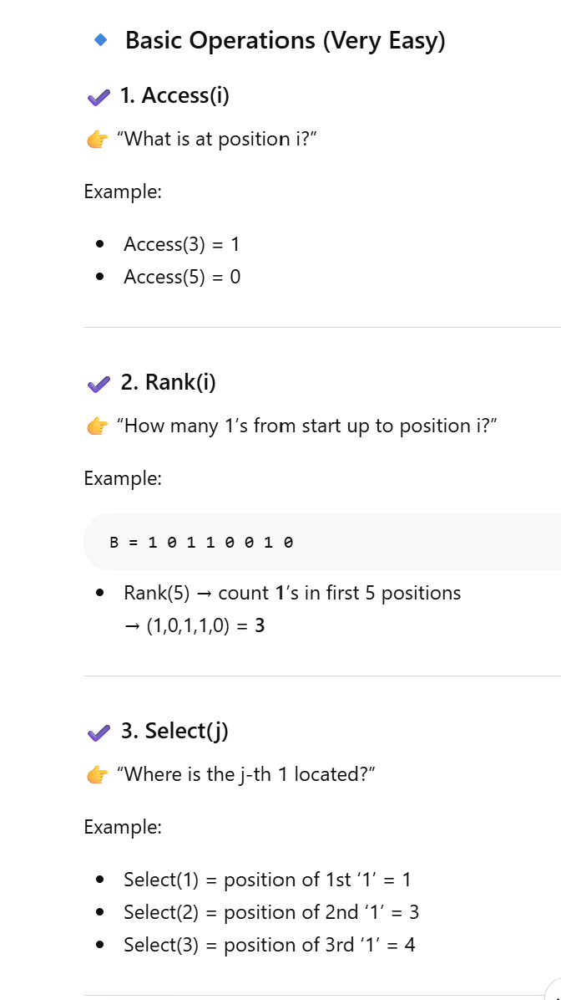 🔹 Basic Operations (Very Easy)
✔ 1. Access(i)
👉 “What is at position i?”
Example:
• Access(3) = 1
• Access(5) = 0
✔ 2. Rank(i)
👉 “How many 1’s from start up to position i?”
Example:
B = 1 0 1 1 0 0 1 0
• Rank(5) → count 1’s in first 5 positions
→ (1,0,1,1,0) = 3
✔ 3. Select(j)
👉 “Where is the j-th 1 located?”
Example:
• Select(1) = position of 1st ‘1’ = 1
• Select(2) = position of 2nd ‘1’ = 3
• Select(3) = position of 3rd ‘1’ = 4